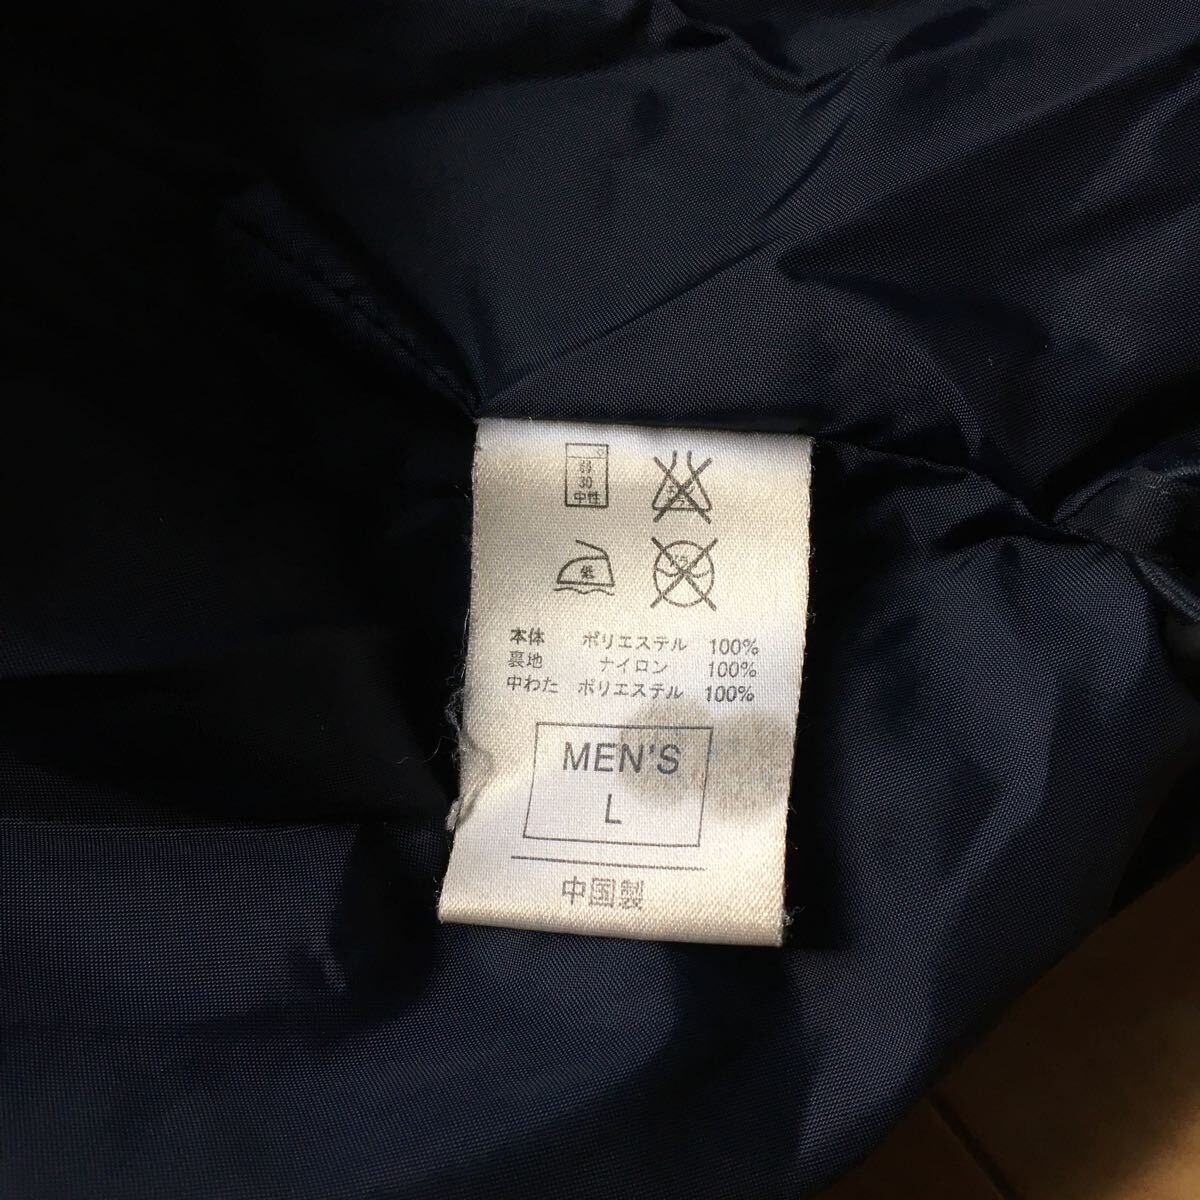 弱
30
中性
低
本体 ポリエステル 100%
裏地 ナイロン 100%
中わた ポリエステル 100%
MEN'S
L
中国製